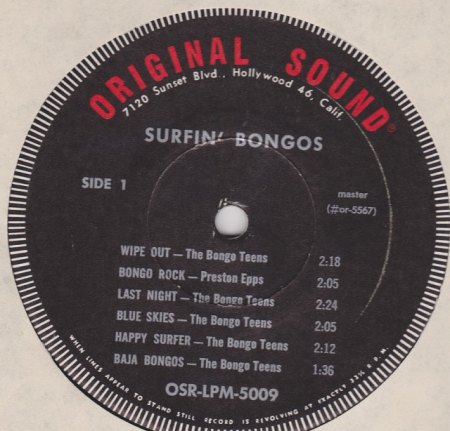 ORIGINAL SOUND®
7120 Sunset Blvd., Hollywood 46, Calif.
SURFIN' BONGOS
SIDE 1
master
(#or-5567)
WIPE OUT — The Bongo Teens 2:18
BONGO ROCK — Preston Epps 2:05
LAST NIGHT — The Bongo Teens 2:24
BLUE SKIES — The Bongo Teens 2:05
HAPPY SURFER — The Bongo Teens 2:12
BAJA BONGOS — The Bongo Teens 1:36
OSR-LPM-5009
WHEN LINES APPEAR TO STAND STILL RECORD IS REVOLVING AT EXACTLY 33⅓ R.P.M.